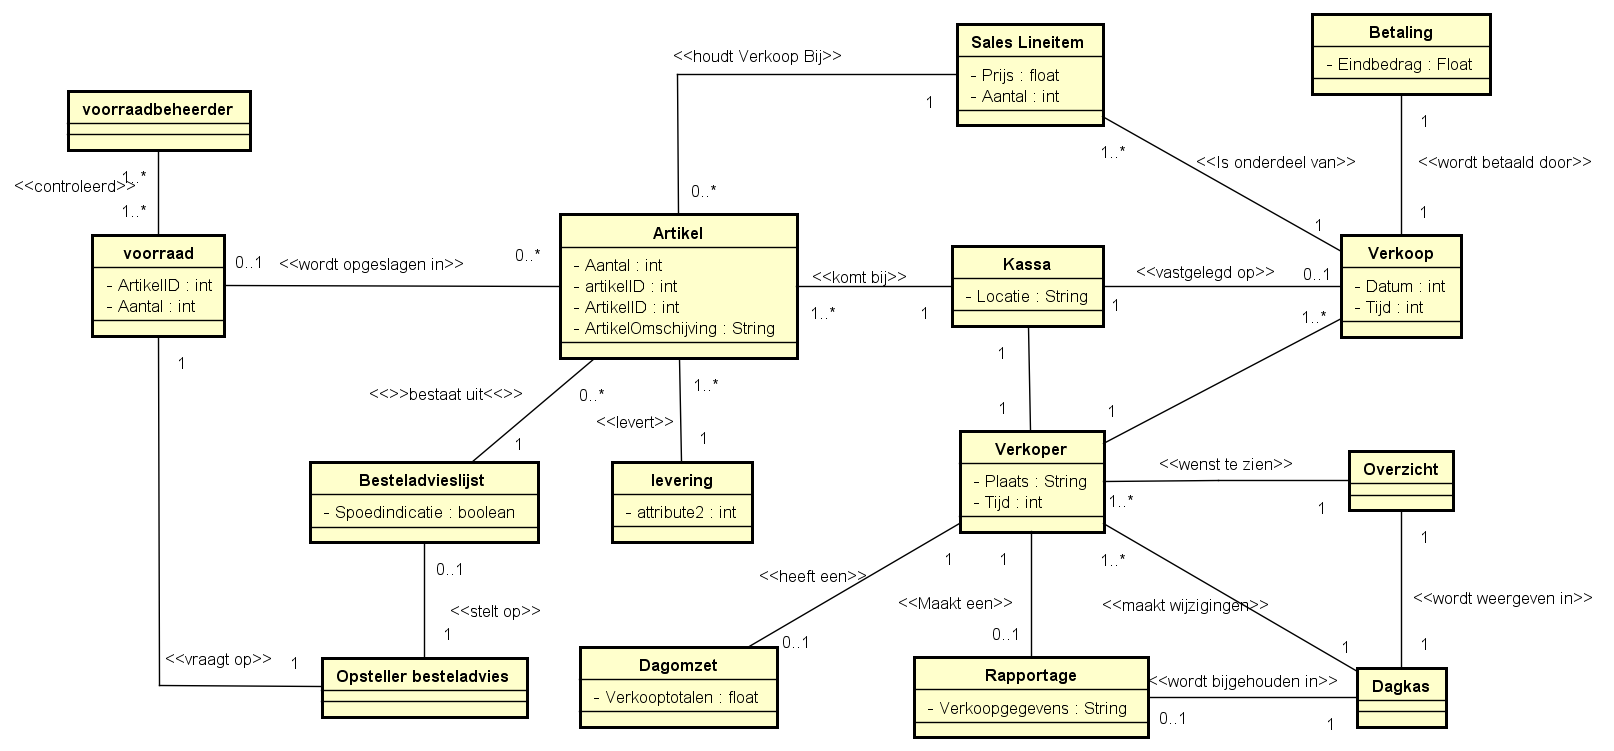 Sales Lineitem
- Prijs : float
- Aantal : int
Betaling
- Eindbedrag : Float
<<houdt Verkoop Bij>>
1
1
voorraadbeheerder
1..*
<<Is onderdeel van>>
<<wordt betaald door>>
1..*
<<controleerd>>
0..*
1..*
1
1
voorraad
- ArtikelID : int
- Aantal : int
0..1
<<wordt opgeslagen in>>
0..*
Artikel
- Aantal : int
- artikelID : int
- ArtikelID : int
- ArtikelOmschijving : String
<<komt bij>>
1..*
1
Kassa
- Locatie : String
<<vastgelegd op>>
0..1
1
Verkoop
- Datum : int
- Tijd : int
1..*
1
1
<<>>bestaat uit<<>>
0..*
1..*
<<levert>>
1
1
1
1
Besteladvieslijst
- Spoedindicatie : boolean
levering
- attribute2 : int
Verkoper
- Plaats : String
- Tijd : int
<<wenst te zien>>
1..*
1
Overzicht
1
1
1
1..*
0..1
<<heeft een>>
<<stelt op>>
<<Maakt een>>
<<maakt wijzigingen>>
<<wordt weergeven in>>
1
0..1
0..1
1
1
<<vraagt op>>
1
Opsteller besteladvies
Dagomzet
- Verkooptotalen : float
Rapportage
- Verkoopgegevens : String
<<wordt bijgehouden in>>
0..1
1
Dagkas